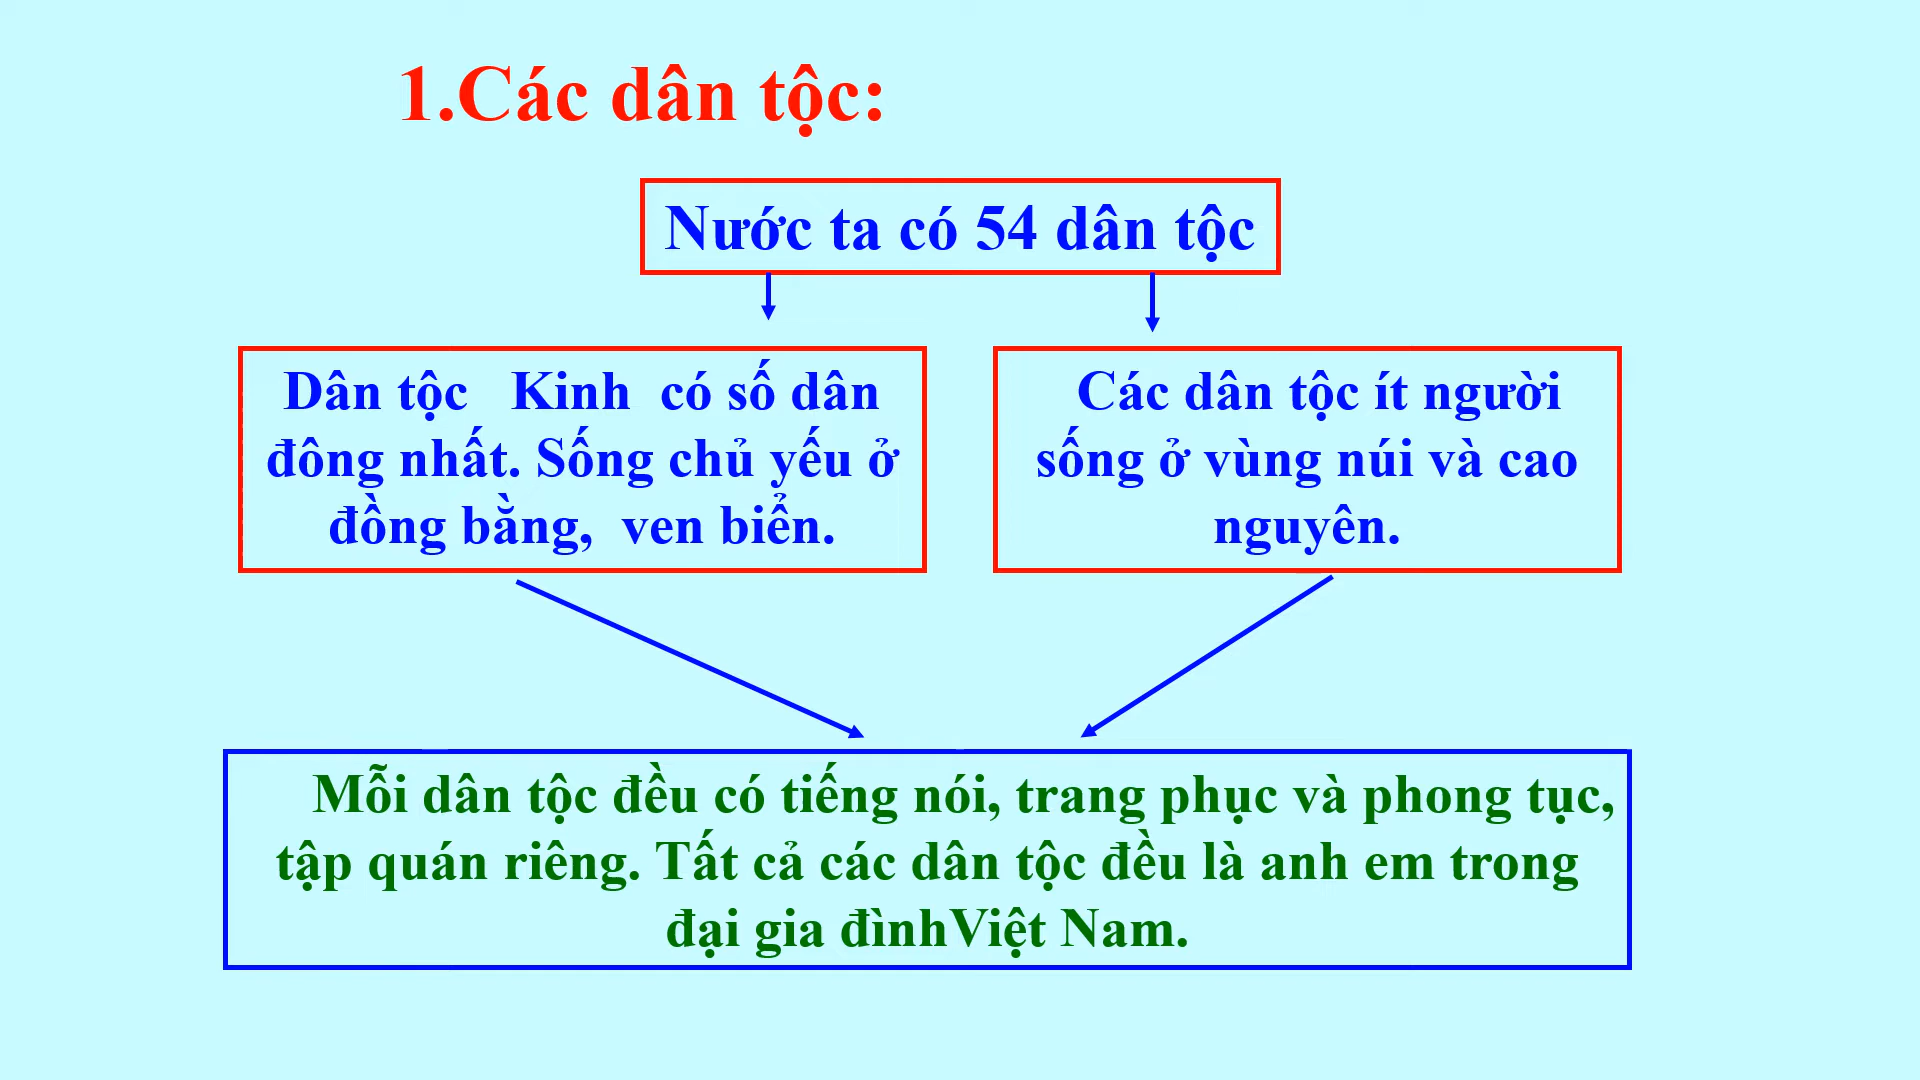 1.Các dân tộc:
Nước ta có 54 dân tộc
Dân tộc Kinh có số dân
đông nhất. Sống chủ yếu ở
đồng bằng, ven biển.
Các dân tộc ít người
sống ở vùng núi và cao
nguyên.
Mỗi dân tộc đều có tiếng nói, trang phục và phong tục,
tập quán riêng. Tất cả các dân tộc đều là anh em trong
đại gia đìnhViệt Nam.